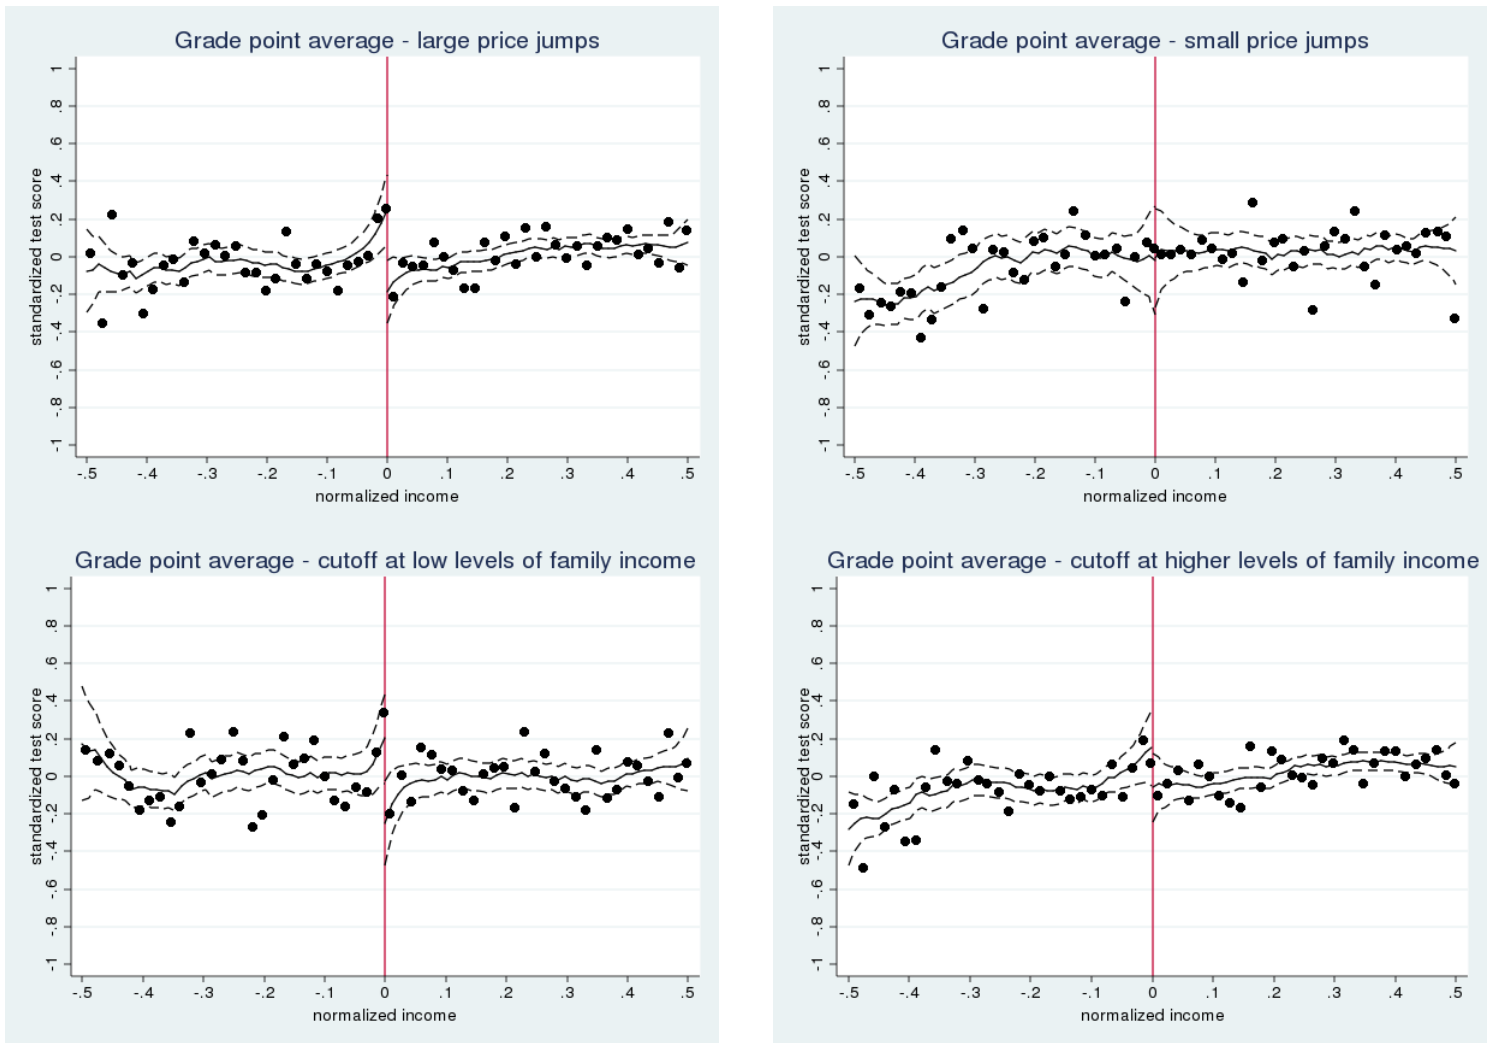 Grade point average - large price jumps
standardized test score
1
.8
.6
.4
.2
0
-.2
-.4
-.6
-.8
-1
-.5 -.4 -.3 -.2 -.1 0 .1 .2 .3 .4 .5
normalized income
Grade point average - small price jumps
standardized test score
1
.8
.6
.4
.2
0
-.2
-.4
-.6
-.8
-1
-.5 -.4 -.3 -.2 -.1 0 .1 .2 .3 .4 .5
normalized income
Grade point average - cutoff at low levels of family income
standardized test score
1
.8
.6
.4
.2
0
-.2
-.4
-.6
-.8
-1
-.5 -.4 -.3 -.2 -.1 0 .1 .2 .3 .4 .5
normalized income
Grade point average - cutoff at higher levels of family income
standardized test score
1
.8
.6
.4
.2
0
-.2
-.4
-.6
-.8
-1
-.5 -.4 -.3 -.2 -.1 0 .1 .2 .3 .4 .5
normalized income